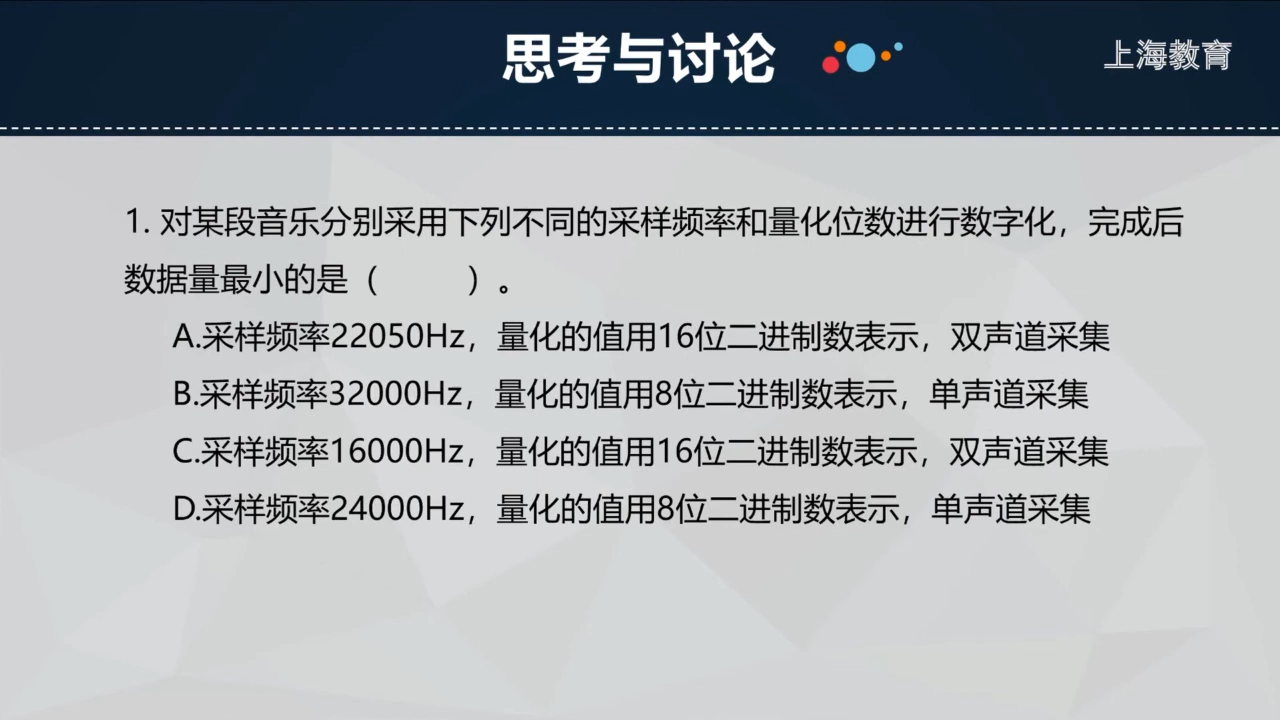 思考与讨论
上海教育
1. 对某段音乐分别采用下列不同的采样频率和量化位数进行数字化，完成后
数据量最小的是（　　）。
A.采样频率22050Hz，量化的值用16位二进制数表示，双声道采集
B.采样频率32000Hz，量化的值用8位二进制数表示，单声道采集
C.采样频率16000Hz，量化的值用16位二进制数表示，双声道采集
D.采样频率24000Hz，量化的值用8位二进制数表示，单声道采集